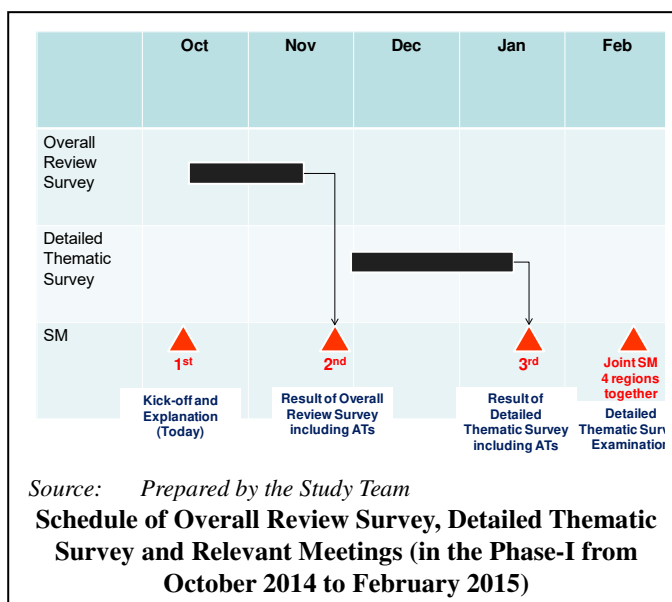 Oct Nov Dec Jan Feb
Overall
Review
Survey
Detailed
Thematic
Survey
SM
1st 2nd 3rd
Joint SM
4 regions
together
Kick-off and
Explanation
(Today)
Result of Overall
Review Survey
including ATs
Result of
Detailed
Thematic Survey
including ATs
Detailed
Thematic Surv
Examination
Source: Prepared by the Study Team
Schedule of Overall Review Survey, Detailed Thematic
Survey and Relevant Meetings (in the Phase-I from
October 2014 to February 2015)